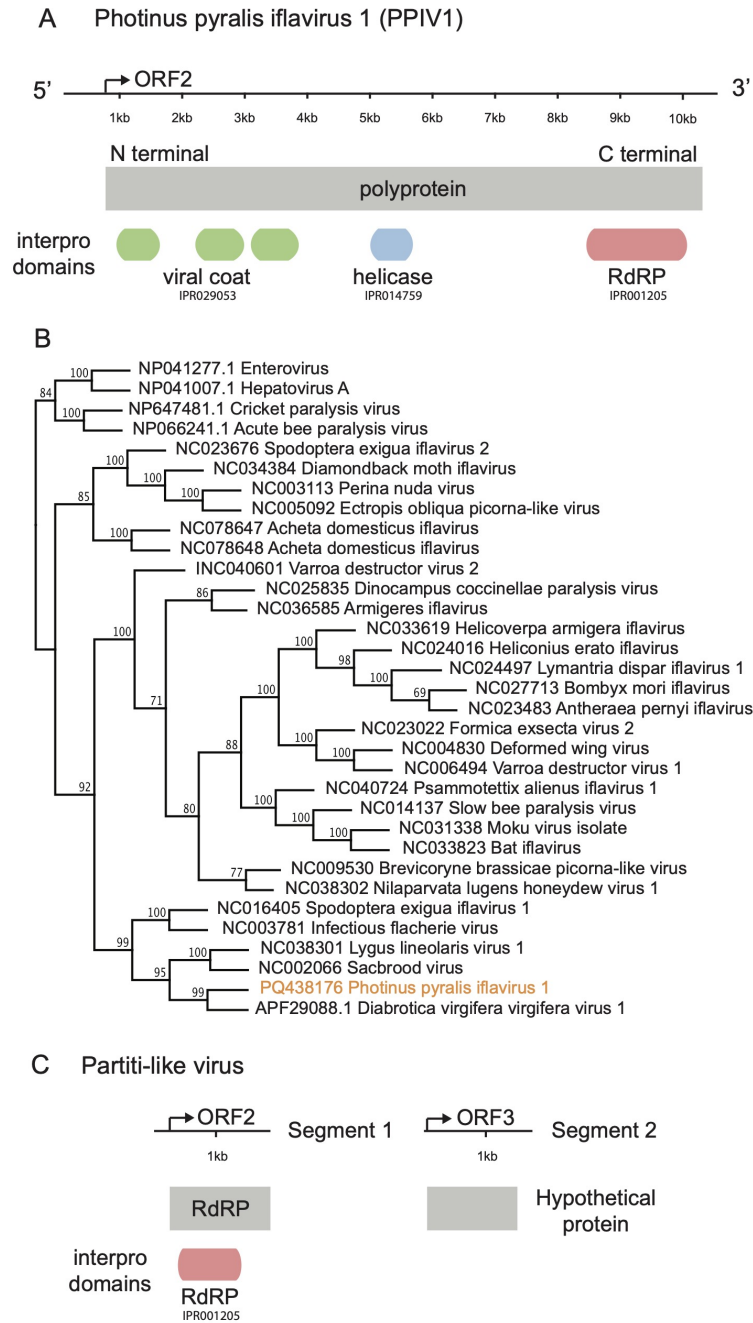 A Photinus pyralis iflavirus 1 (PPIV1)
ORF2
5’ 3’
1kb 2kb 3kb 4kb 5kb 6kb 7kb 8kb 9kb 10kb
N terminal C terminal
polyprotein
interpro
domains
viral coat helicase RdRP
IPR029053 IPR014759 IPR001205
B
NP041277.1 Enterovirus
100
NP041007.1 Hepatovirus A
84
NP647481.1 Cricket paralysis virus
100
NP066241.1 Acute bee paralysis virus
NC023676 Spodoptera exigua iflavirus 2
100
NC034384 Diamondback moth iflavirus
100
NC003113 Perina nuda virus
100
85
NC005092 Ectropis obliqua picorna-like virus
NC078647 Acheta domesticus iflavirus
100
NC078648 Acheta domesticus iflavirus
INC040601 Varroa destructor virus 2
NC025835 Dinocampus coccinellae paralysis virus
86
NC036585 Armigeres iflavirus
NC033619 Helicoverpa armigera iflavirus
100
100
NC024016 Heliconius erato iflavirus
98
NC024497 Lymantria dispar iflavirus 1
100
NC027713 Bombyx mori iflavirus
69
100
NC023483 Antheraea pernyi iflavirus
71
NC023022 Formica exsecta virus 2
100
NC004830 Deformed wing virus
100
88
NC006494 Varroa destructor virus 1
92
NC040724 Psammotettix alienus iflavirus 1
100
NC014137 Slow bee paralysis virus
80
100
NC031338 Moku virus isolate
100
NC033823 Bat iflavirus
NC009530 Brevicoryne brassicae picorna-like virus
77
NC038302 Nilaparvata lugens honeydew virus 1
NC016405 Spodoptera exigua iflavirus 1
100
NC003781 Infectious flacherie virus
99
NC038301 Lygus lineolaris virus 1
100
NC002066 Sacbrood virus
95
PQ438176 Photinus pyralis iflavirus 1
99
APF29088.1 Diabrotica virgifera virgifera virus 1
C Partiti-like virus
ORF2 ORF3
Segment 1 Segment 2
1kb 1kb
RdRP
Hypothetical
protein
interpro
domains
RdRP
IPR001205